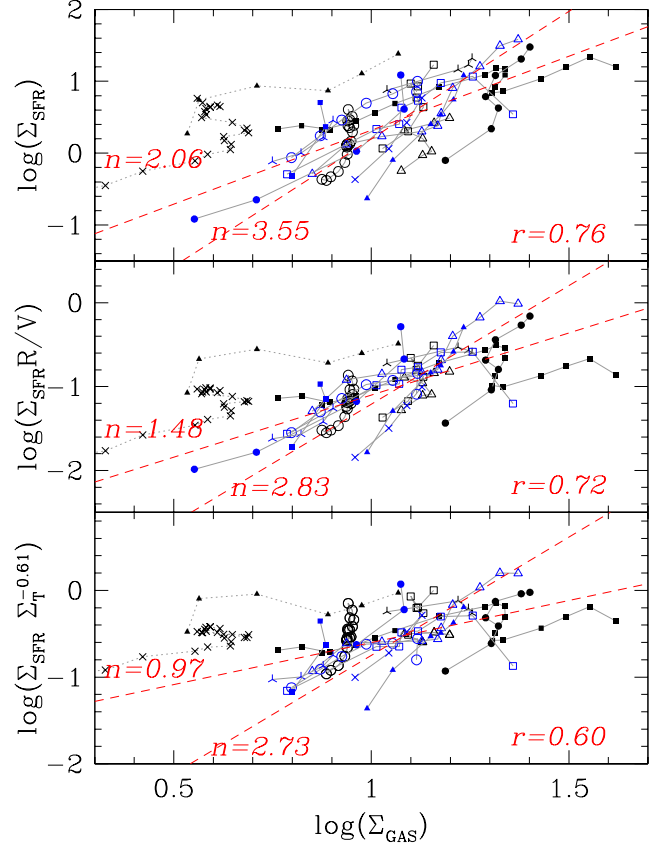 log(Σ_SFR)
2
1
0
−1
n=2.06
n=3.55
r=0.76
log(Σ_SFR R/V)
0
−1
−2
n=1.48
n=2.83
r=0.72
log(Σ_SFR Σ_T^−0.61)
0
−1
−2
n=0.97
n=2.73
r=0.60
0.5 1 1.5
log(Σ_GAS)